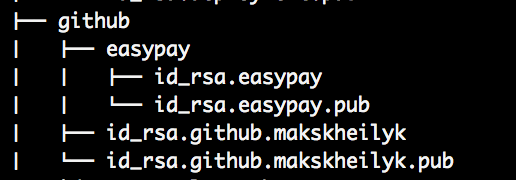 ├── github
│   ├── easypay
│   │   ├── id_rsa.easypay
│   │   └── id_rsa.easypay.pub
│   ├── id_rsa.github.makskheilyk
│   └── id_rsa.github.makskheilyk.pub